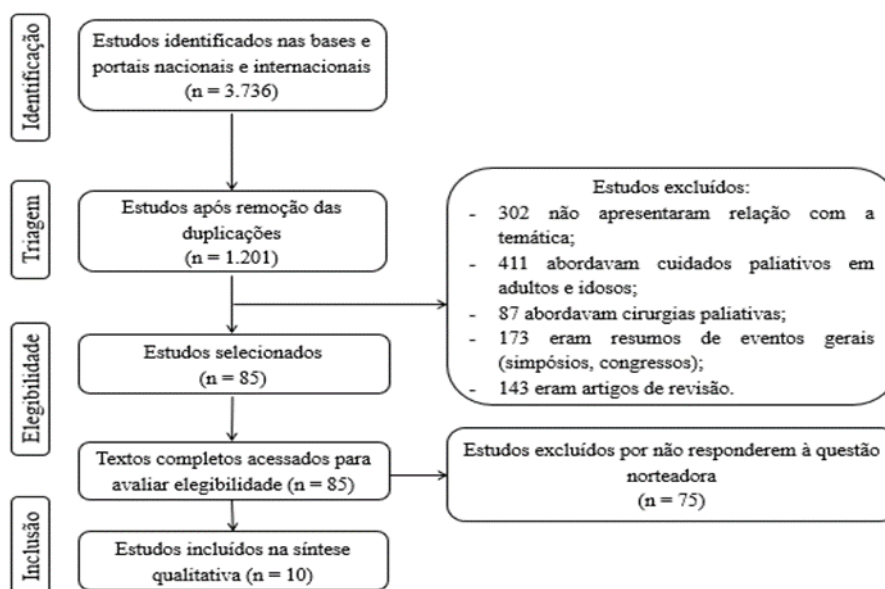 Identificação
Estudos identificados nas bases e
portais nacionais e internacionais
(n = 3.736)
Triagem
Estudos após remoção das
duplicações
(n = 1.201)
Estudos excluídos:
- 302 não apresentaram relação com a
temática;
- 411 abordavam cuidados paliativos em
adultos e idosos;
- 87 abordavam cirurgias paliativas;
- 173 eram resumos de eventos gerais
(simpósios, congressos);
- 143 eram artigos de revisão.
Elegibilidade
Estudos selecionados
(n = 85)
Textos completos acessados para
avaliar elegibilidade (n = 85)
Estudos excluídos por não responderem à questão
norteadora
(n = 75)
Inclusão
Estudos incluídos na síntese
qualitativa (n = 10)